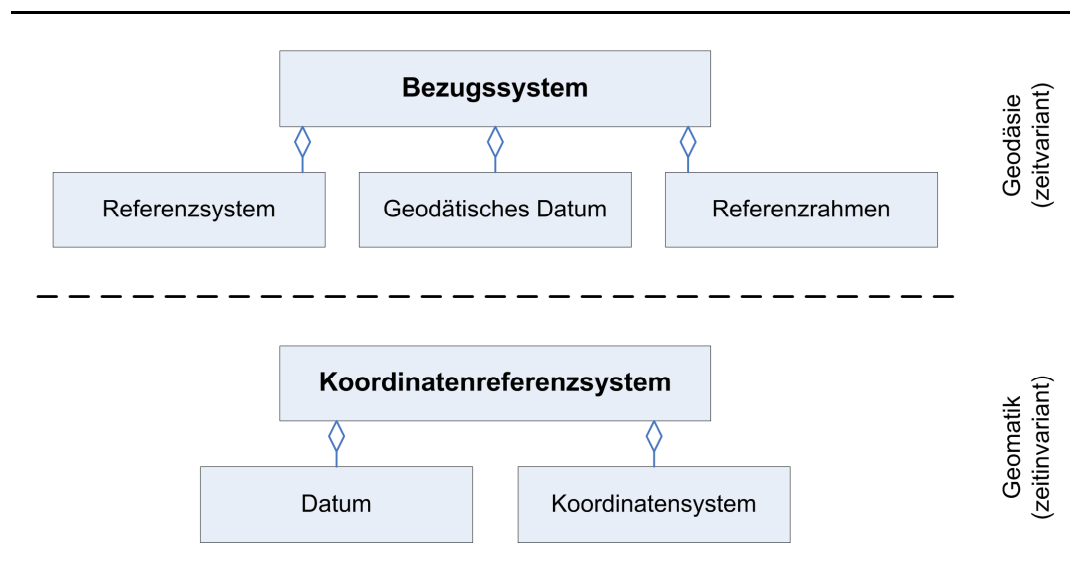 Bezugssystem
Referenzsystem
Geodätisches Datum
Referenzrahmen
Geodäsie
(zeitvariant)
Koordinatenreferenzsystem
Datum
Koordinatensystem
Geomatik
(zeitinvariant)